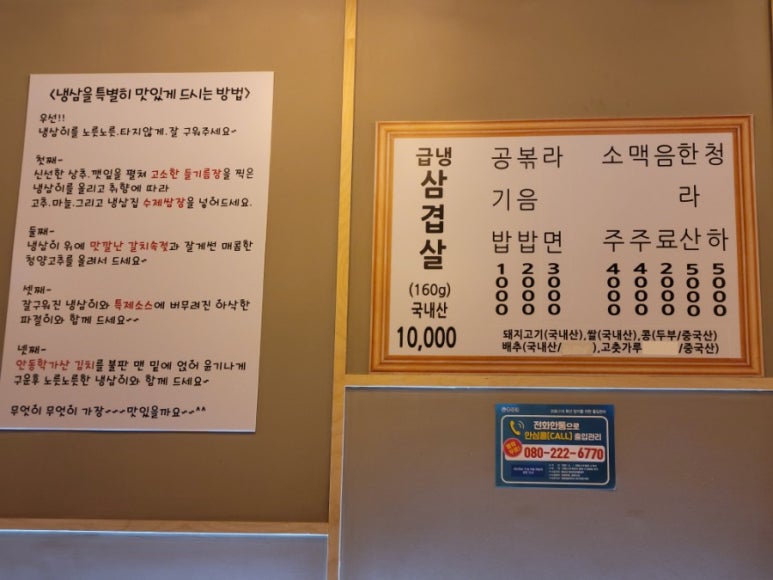 <냉삼을 특별히 맛있게 드시는 방법>
우선!!
냉삼이를 노릇노릇.타지않게.잘 구워주세요~
첫째~
신선한 상추.깻잎을 펼쳐 고소한 들기름장을 찍은
냉삼이를 올리고 취향에 따라
고추.마늘.그리고 냉삼집 수제쌈장을 넣어드세요.
둘째~
냉삼이 위에 맛깔난 갈치속젓과 잘게썬 매콤한
청양고추를 올려서 드세요~
셋째~
잘구워진 냉삼이와 특제소스에 버무려진 아삭한
파절이와 함께 드세요~~
넷째~
안동학가산 김치를 불판 맨 밑에 얹어 윤기나게
구운후 노릇노릇한 냉삼이와 함께 드세요~
무엇이 무엇이 가장~~~맛있을까요~~^^
급냉
삼겹살
(160g)
국내산
10,000
공기밥 1000
볶음밥 2000
라면 3000
소주 4000
맥주 4000
음료 2000
한라산 5000
청하 5000
돼지고기(국내산),쌀(국내산),콩(두부/중국산)
배추(국내산/ ),고춧가루 /중국산)
전화한통으로
안심콜(CALL) 출입관리
080-222-6770